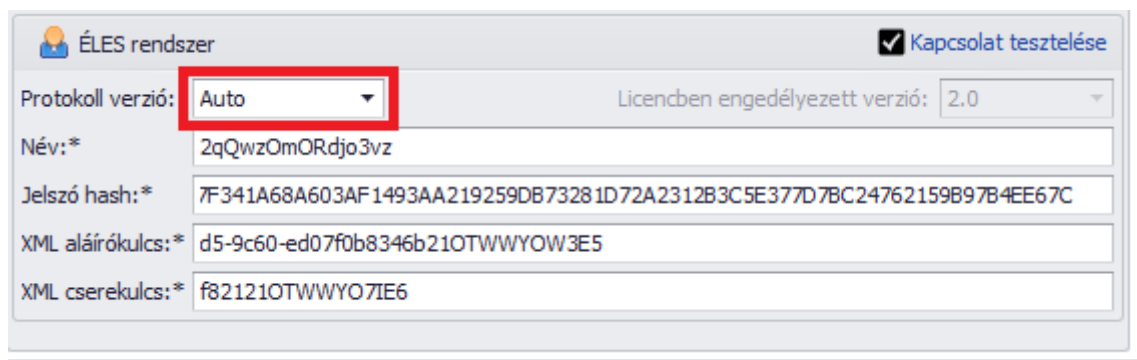 ÉLES rendszer Kapcsolat tesztelése
Protokoll verzió: Auto Licencben engedélyezett verzió: 2.0
Név:* 2qQwzOmORdjo3vz
Jelszó hash:* 7F341A68A603AF1493AA219259DB73281D72A2312B3C5E377D7BC24762159B97B4EE67C
XML aláírókulcs:* d5-9c60-ed07f0b8346b21OTWWYOW3E5
XML cserekulcs:* f82121OTWWYO7IE6